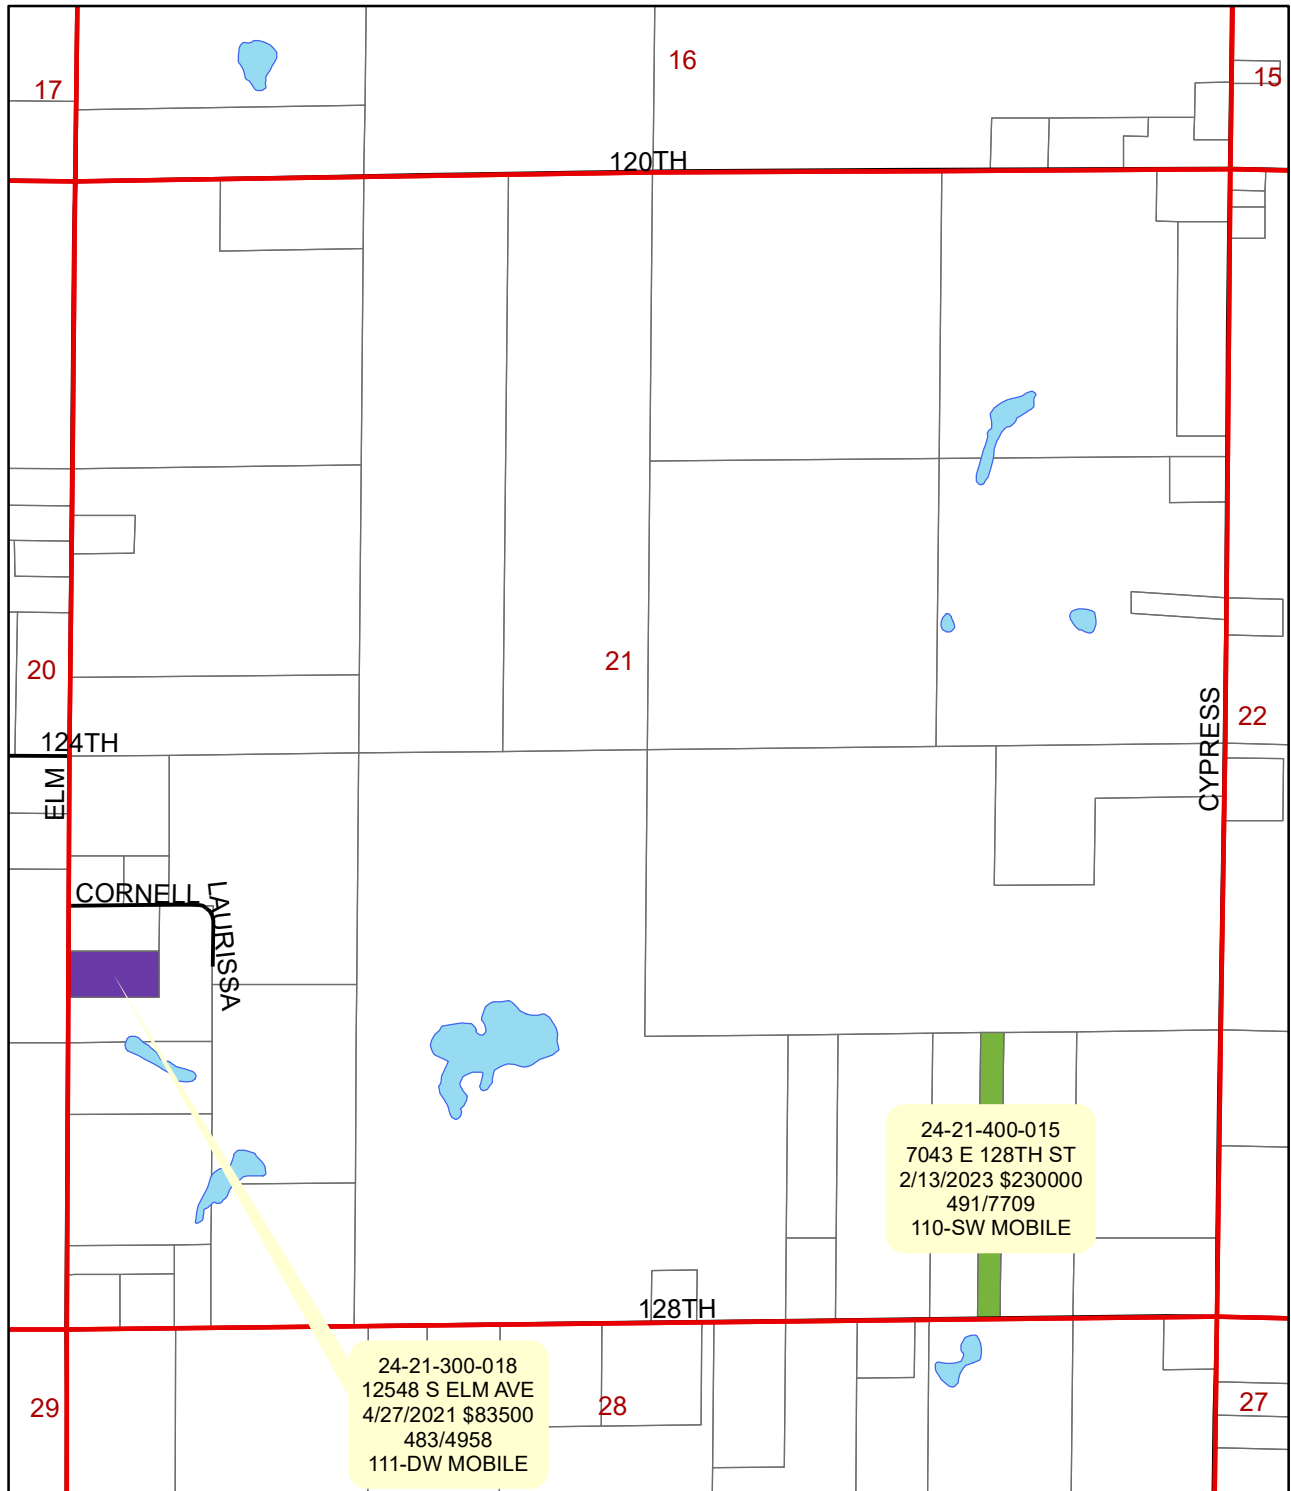 16
17
15
120TH
21
20
22
CYPRESS
124TH
ELM
CORNELL
LAURISSA
24-21-400-015
7043 E 128TH ST
2/13/2023 $230000
491/7709
110-SW MOBILE
128TH
24-21-300-018
12548 S ELM AVE
4/27/2021 $83500
483/4958
111-DW MOBILE
29
28
27